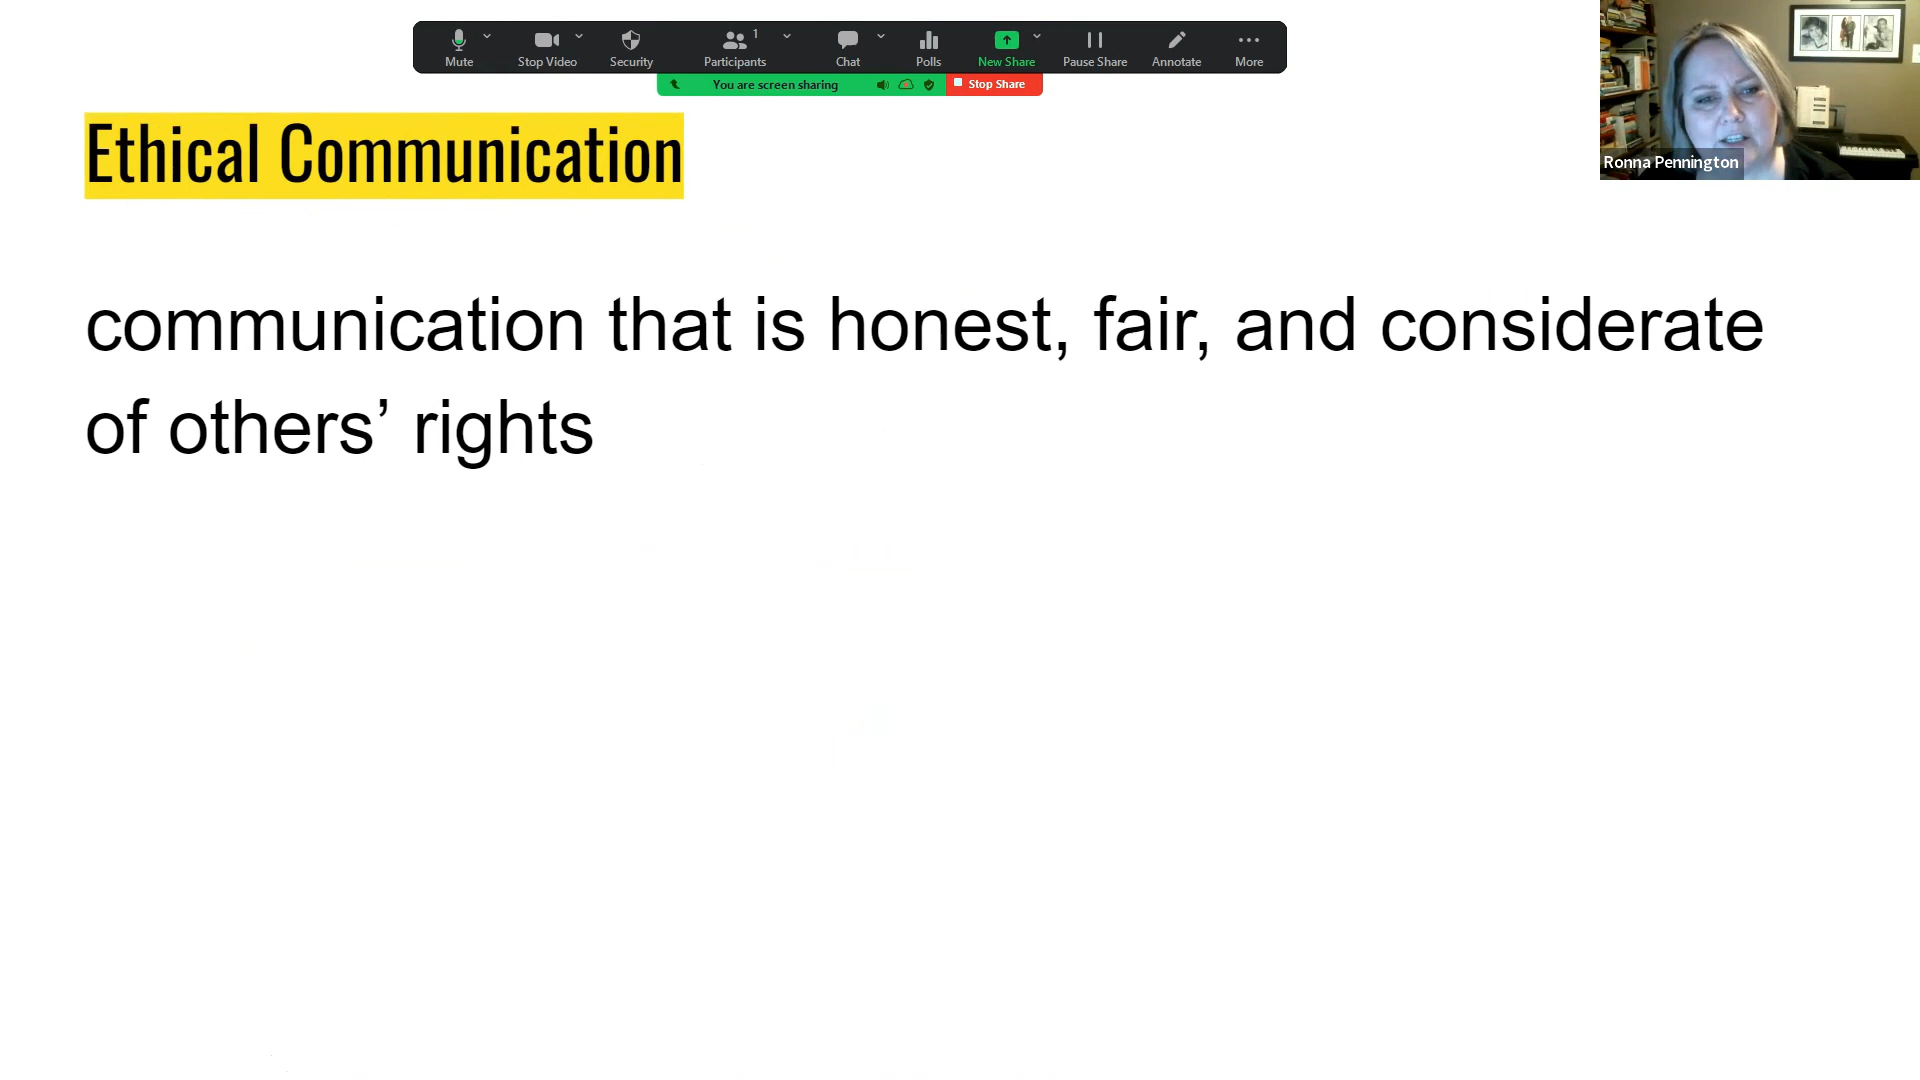 Mute
Stop Video
Security
Participants
1
Chat
Polls
New Share
Pause Share
Annotate
More
You are screen sharing
Stop Share
Ronna Pennington
Ethical Communication
communication that is honest, fair, and considerate
of others’ rights